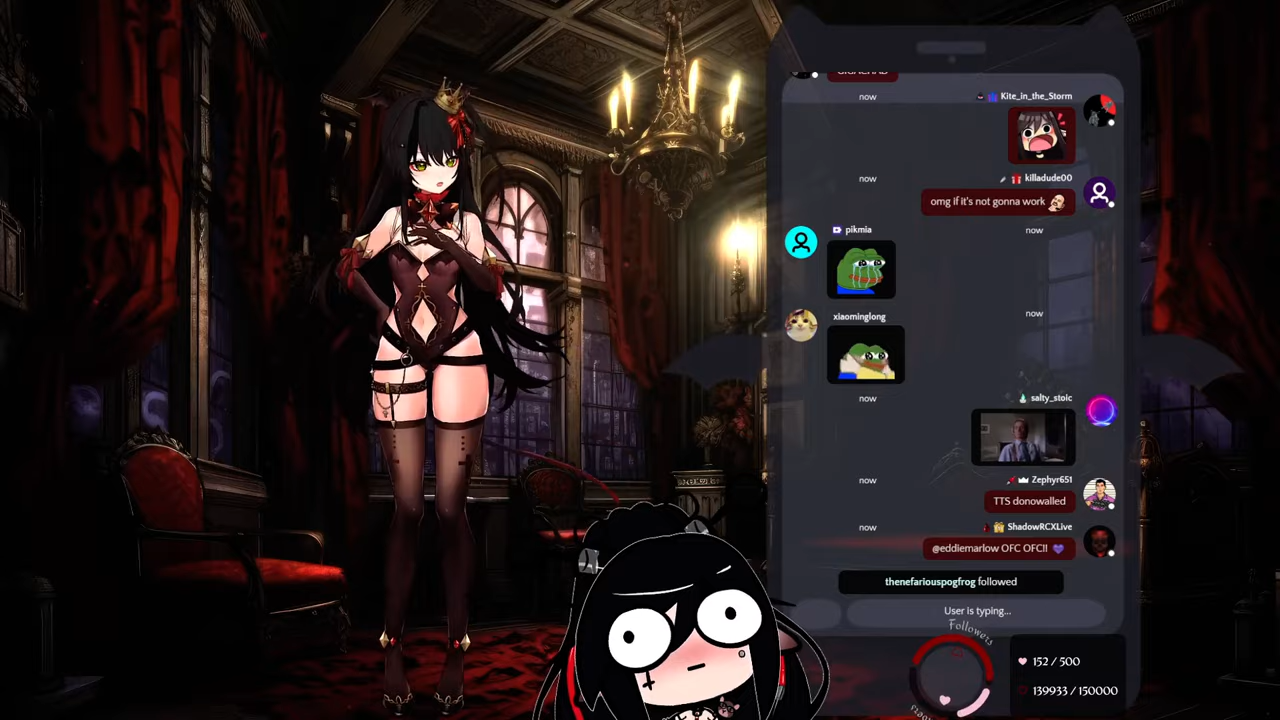 now
Kite_in_the_Storm
now
killadude00
omg if it's not gonna work
pikmia
now
xiaominglong
now
now
salty_stoic
now
Zephyr651
TTS donowalled
now
ShadowRCXLive
@eddiemarlow OFC OFC!!
thenefariouspogfrog followed
User is typing...
Followers
152 / 500
139933 / 150000